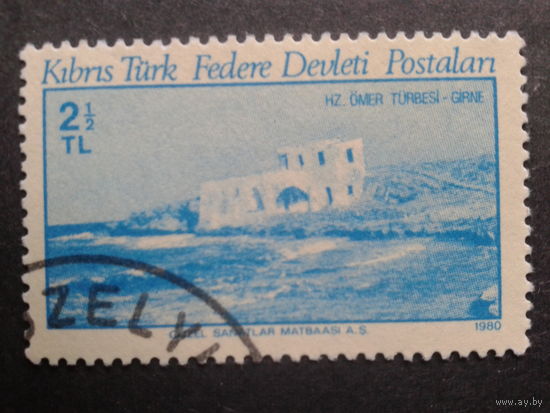 Kıbrıs Türk Federe Devleti Postaları
HZ. ÖMER TÜRBESİ - GİRNE
2½
TL
ZELYU
GÜZEL SANATLAR MATBAASI A.Ş.
1980
www.ay.by